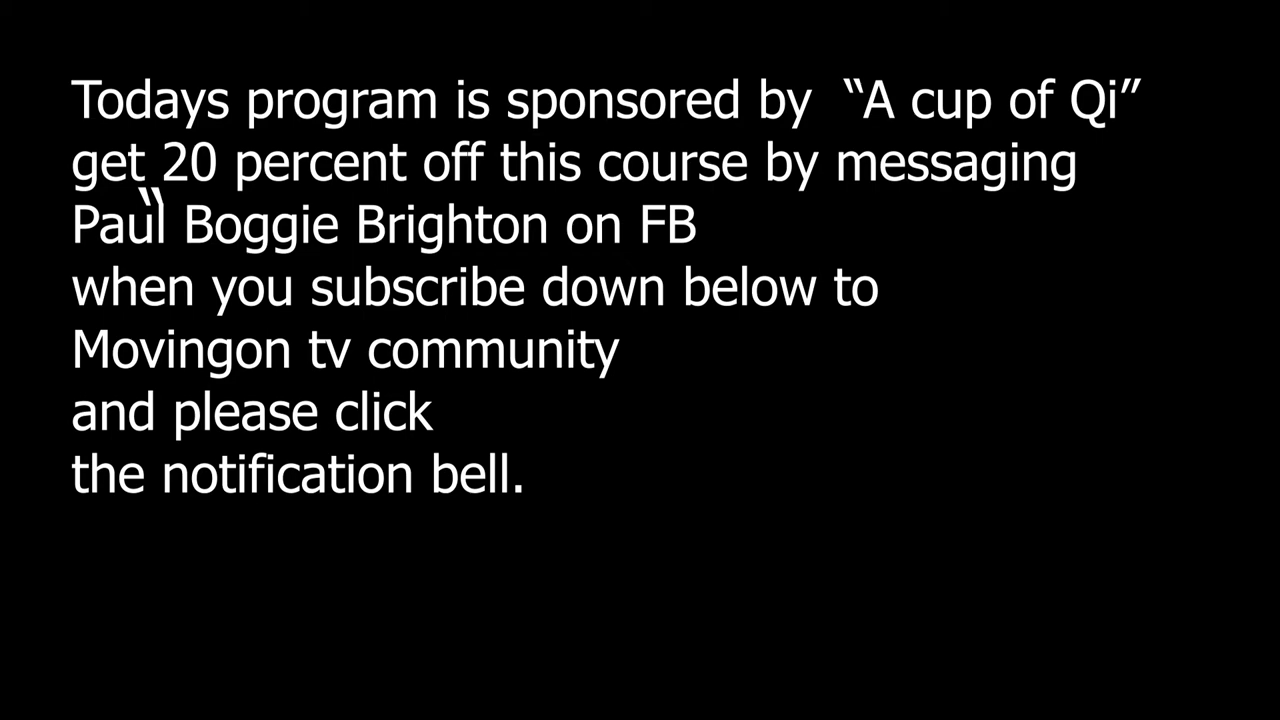 Todays program is sponsored by “A cup of Qi”
get 20 percent off this course by messaging
“
Paul Boggie Brighton on FB
when you subscribe down below to
Movingon tv community
and please click
the notification bell.